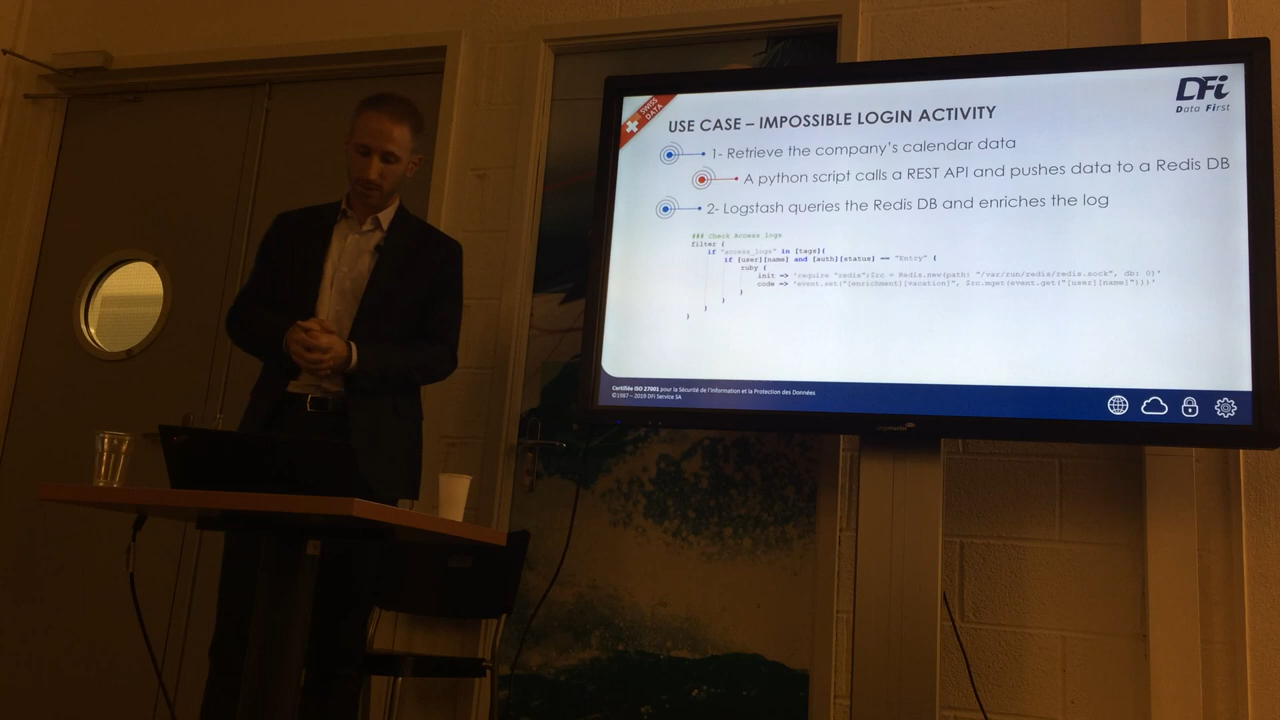 SWISS
DATA
DFi
Data First
USE CASE – IMPOSSIBLE LOGIN ACTIVITY
1- Retrieve the company's calendar data
A python script calls a REST API and pushes data to a Redis DB
2- Logstash queries the Redis DB and enriches the log
### Check Access logs
filter {
if "access_logs" in [tags]{
if [user][name] and [auth][status] == "Entry" {
ruby {
init => 'require "redis";$rc = Redis.new(path: "/var/run/redis/redis.sock", db: 0)'
code => 'event.set("[enrichment][vacation]", $rc.mget(event.get("[user][name]")))'
}
}
}
}
Certifiée ISO 27001 pour la Sécurité de l'Information et la Protection des Données
©1987 – 2019 DFi Service SA